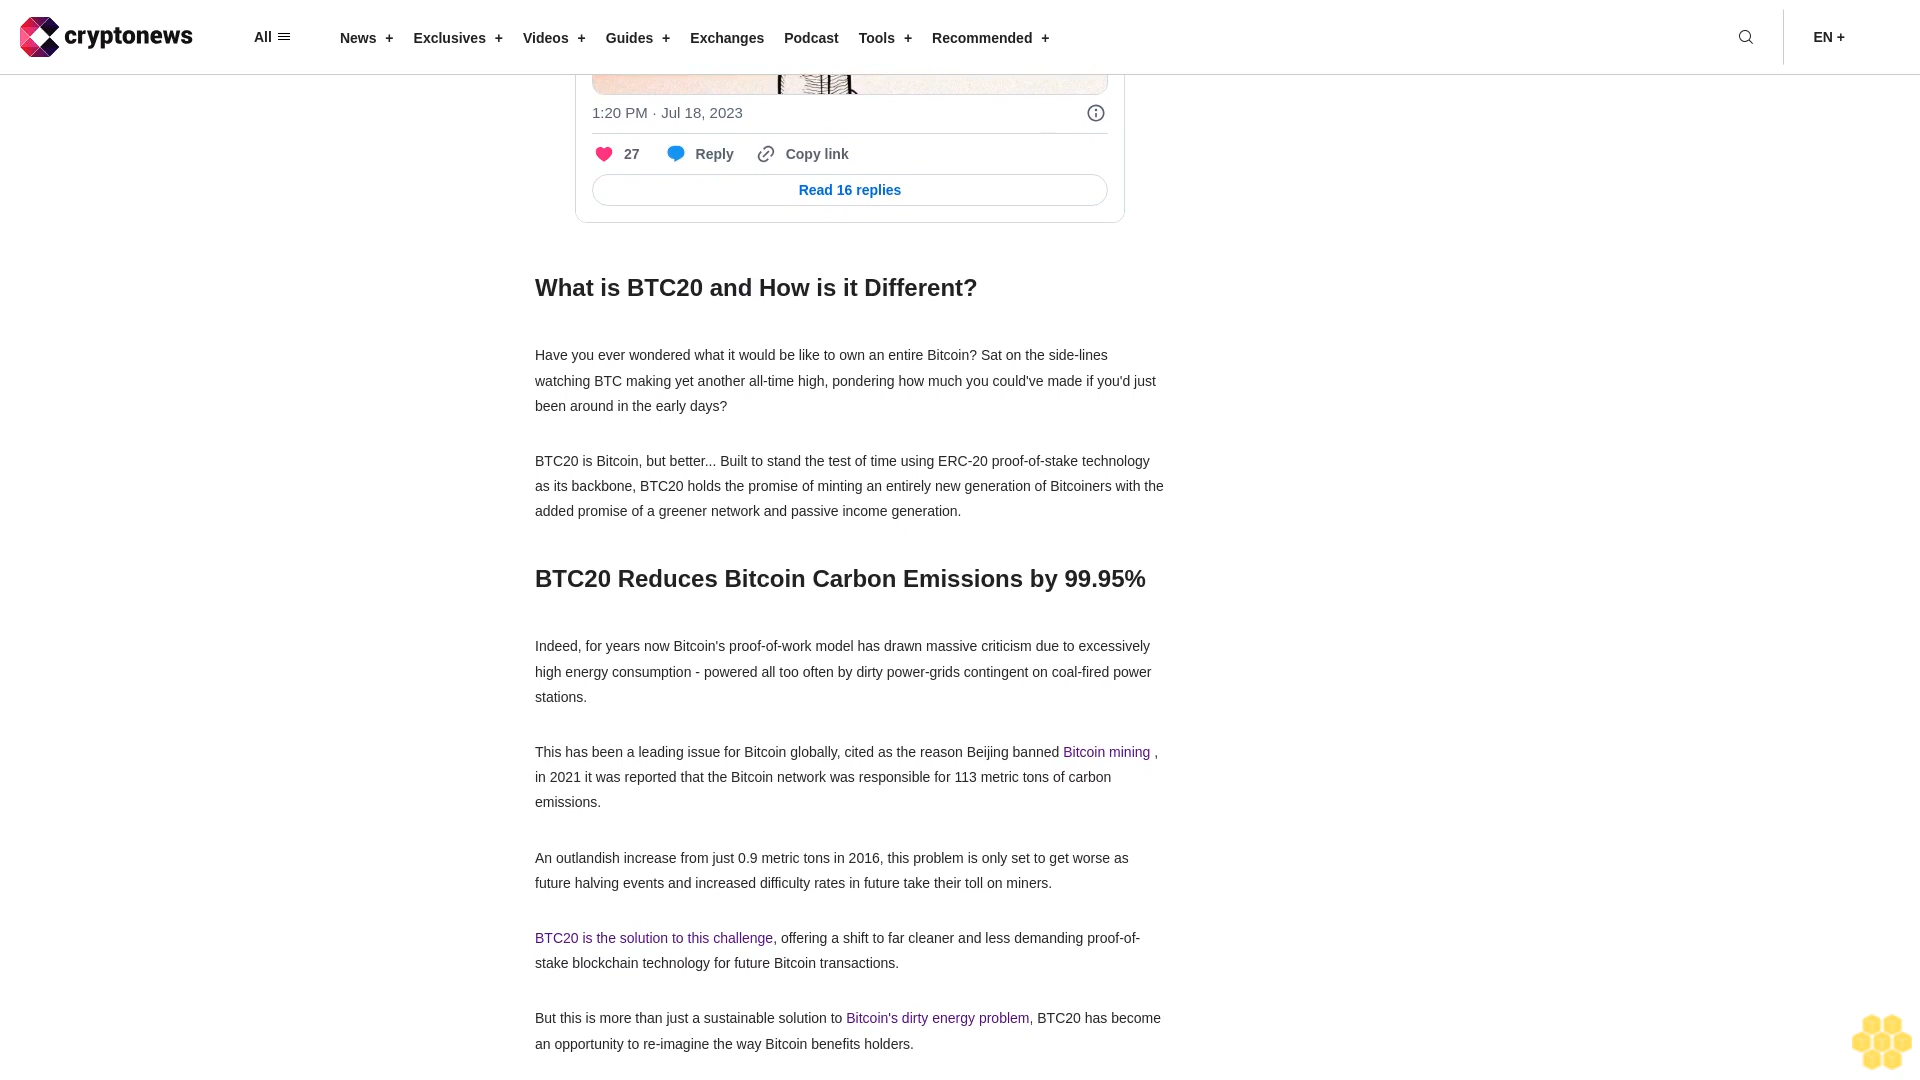 cryptonews
All
News +
Exclusives +
Videos +
Guides +
Exchanges
Podcast
Tools +
Recommended +
EN +
1:20 PM · Jul 18, 2023
27
Reply
Copy link
Read 16 replies
What is BTC20 and How is it Different?
Have you ever wondered what it would be like to own an entire Bitcoin? Sat on the side-lines
watching BTC making yet another all-time high, pondering how much you could've made if you'd just
been around in the early days?
BTC20 is Bitcoin, but better... Built to stand the test of time using ERC-20 proof-of-stake technology
as its backbone, BTC20 holds the promise of minting an entirely new generation of Bitcoiners with the
added promise of a greener network and passive income generation.
BTC20 Reduces Bitcoin Carbon Emissions by 99.95%
Indeed, for years now Bitcoin's proof-of-work model has drawn massive criticism due to excessively
high energy consumption - powered all too often by dirty power-grids contingent on coal-fired power
stations.
This has been a leading issue for Bitcoin globally, cited as the reason Beijing banned Bitcoin mining ,
in 2021 it was reported that the Bitcoin network was responsible for 113 metric tons of carbon
emissions.
An outlandish increase from just 0.9 metric tons in 2016, this problem is only set to get worse as
future halving events and increased difficulty rates in future take their toll on miners.
BTC20 is the solution to this challenge, offering a shift to far cleaner and less demanding proof-of-
stake blockchain technology for future Bitcoin transactions.
But this is more than just a sustainable solution to Bitcoin's dirty energy problem, BTC20 has become
an opportunity to re-imagine the way Bitcoin benefits holders.